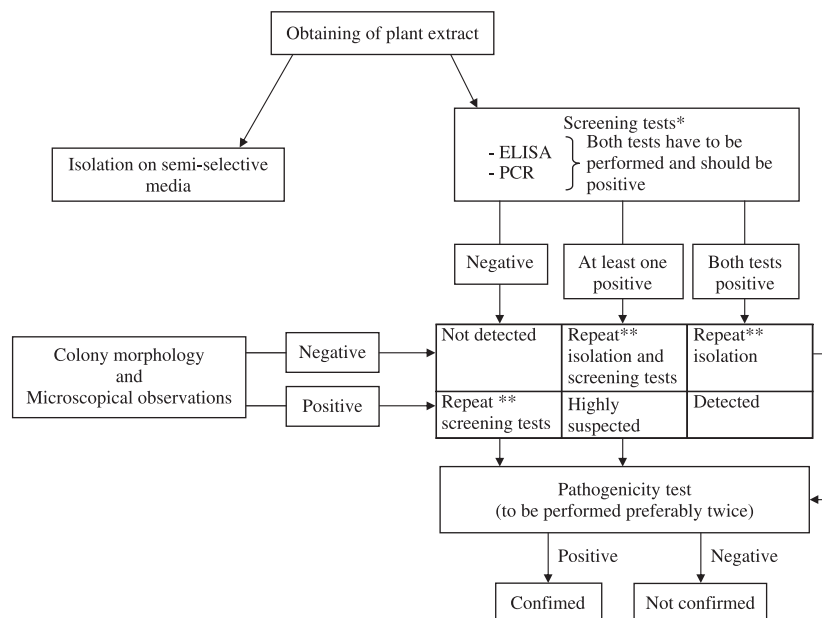 Obtaining of plant extract
Screening tests*
- ELISA
- PCR
Both tests have to be
performed and should be
positive
Isolation on semi-selective
media
Negative
At least one
positive
Both tests
positive
Colony morphology
and
Microscopical observations
Negative
Positive
Not detected
Repeat**
isolation and
screening tests
Repeat**
isolation
Repeat **
screening tests
Highly
suspected
Detected
Pathogenicity test
(to be performed preferably twice)
Positive
Negative
Confimed
Not confirmed